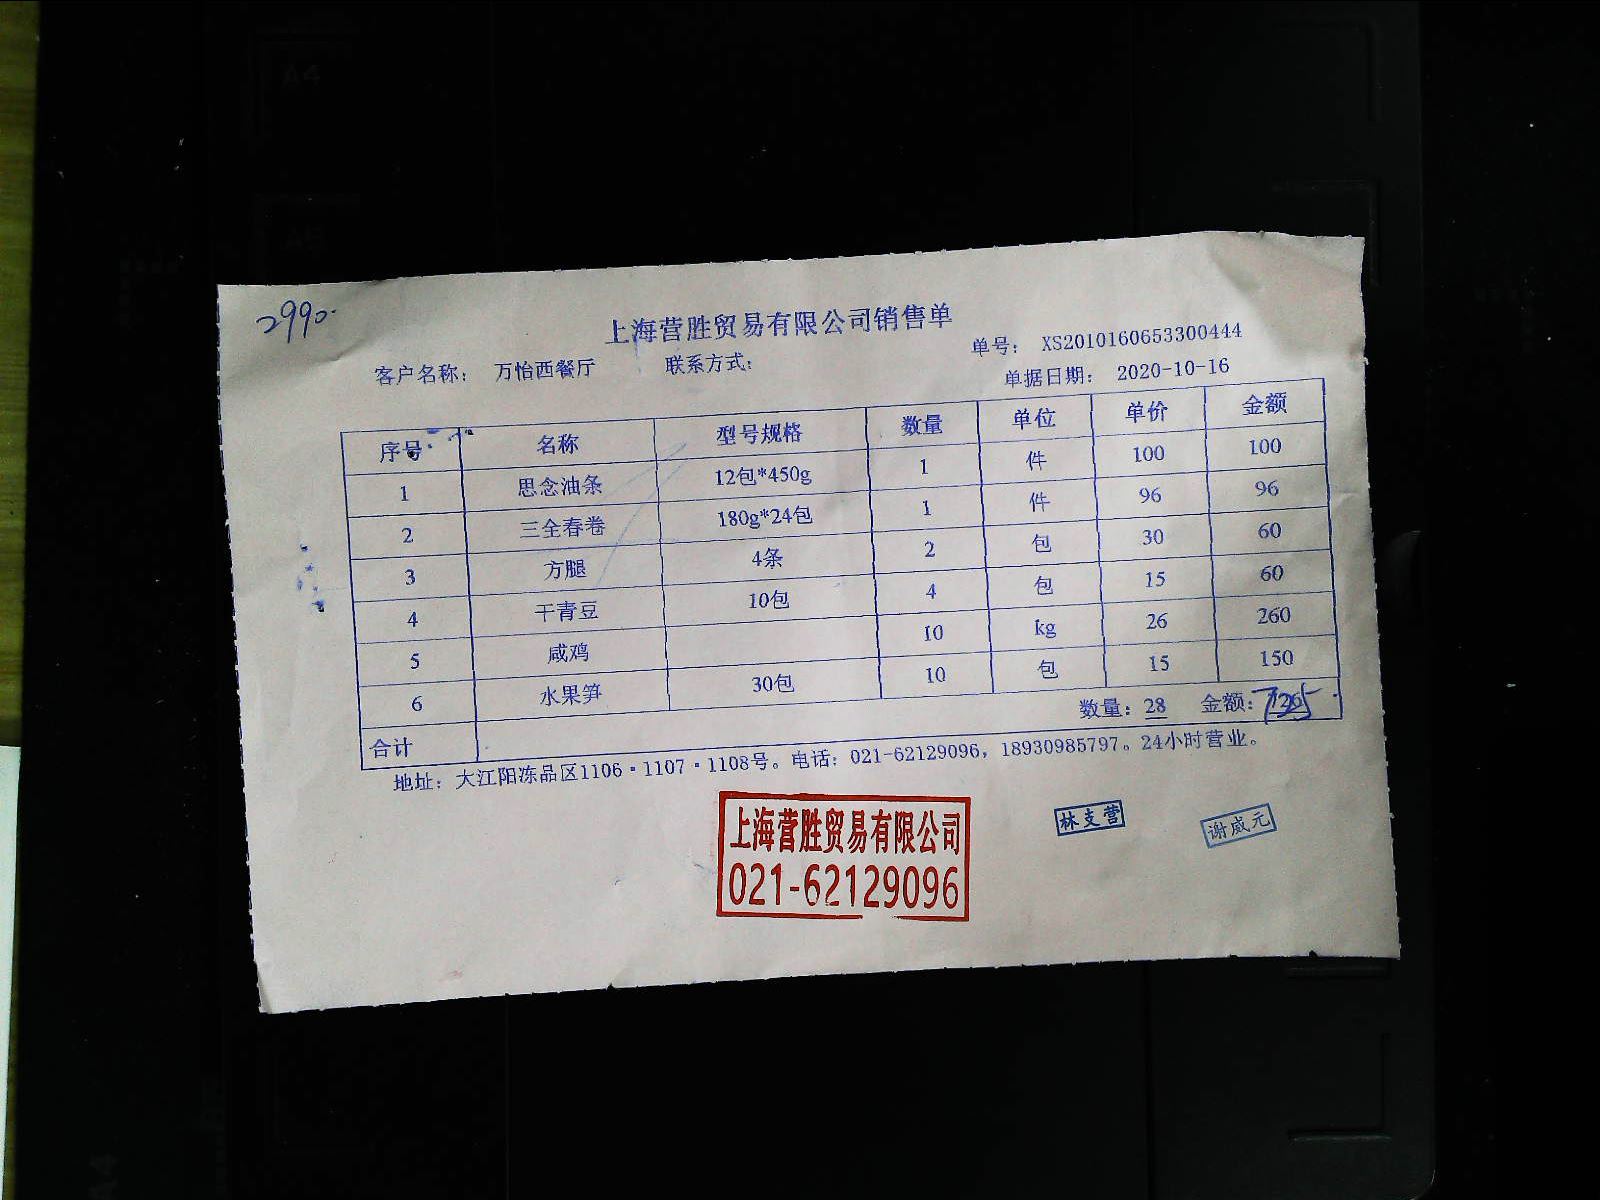 2990.
上海营胜贸易有限公司销售单
客户名称： 万怡西餐厅 联系方式： 单号： XS2010160653300444
单据日期： 2020-10-16
序号 名称 型号规格 数量 单位 单价 金额
1 思念油条 12包*450g 1 件 100 100
2 三全春卷 180g*24包 1 件 96 96
3 方腿 4条 2 包 30 60
4 干青豆 10包 4 包 15 60
5 咸鸡 10 kg 26 260
6 水果笋 30包 10 包 15 150
合计 数量：28 金额：
地址：大江阳冻品区1106·1107·1108号。电话：021-62129096，18930985797。24小时营业。
上海营胜贸易有限公司
021-62129096
林支营
谢威元
A4